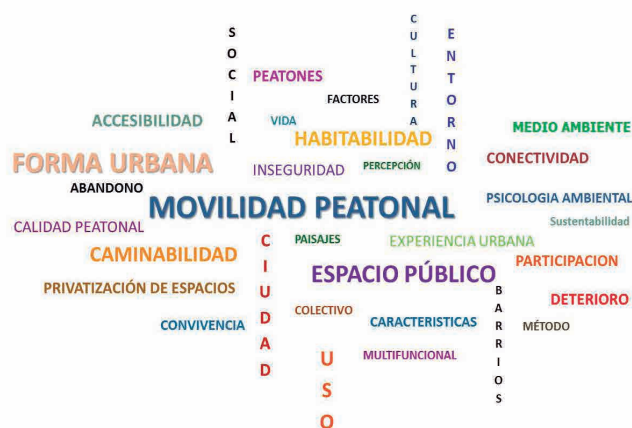 SOCIAL
CULTURA
ENTORNO
PEATONES
FACTORES
ACCESIBILIDAD
VIDA
HABITABILIDAD
MEDIO AMBIENTE
FORMA URBANA
INSEGURIDAD
PERCEPCIÓN
CONECTIVIDAD
ABANDONO
MOVILIDAD PEATONAL
PSICOLOGIA AMBIENTAL
CALIDAD PEATONAL
Sustentabilidad
CIUDAD
PAISAJES
EXPERIENCIA URBANA
CAMINABILIDAD
ESPACIO PÚBLICO
PARTICIPACION
PRIVATIZACIÓN DE ESPACIOS
BARRIOS
DETERIORO
COLECTIVO
CONVIVENCIA
CARACTERISTICAS
MÉTODO
USO
MULTIFUNCIONAL